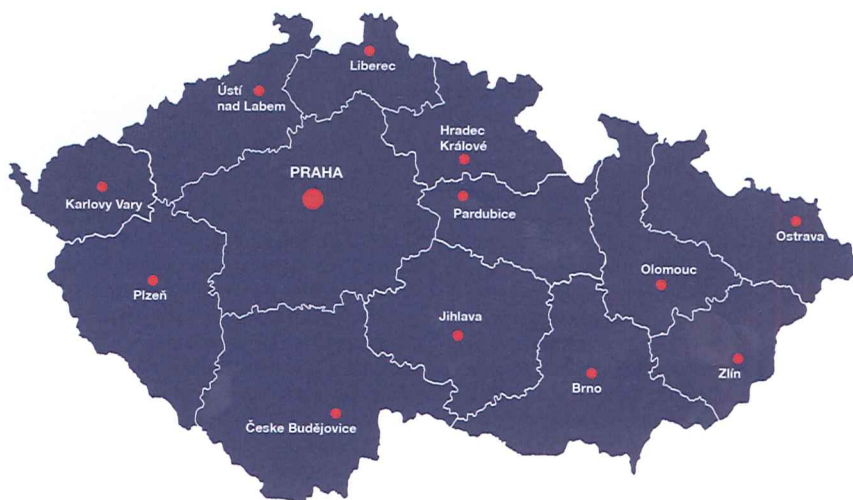 Liberec
Ústí
nad Labem
Hradec
Králové
PRAHA
Karlovy Vary
Pardubice
Ostrava
Olomouc
Plzeň
Jihlava
Zlín
Brno
Česke Budějovice